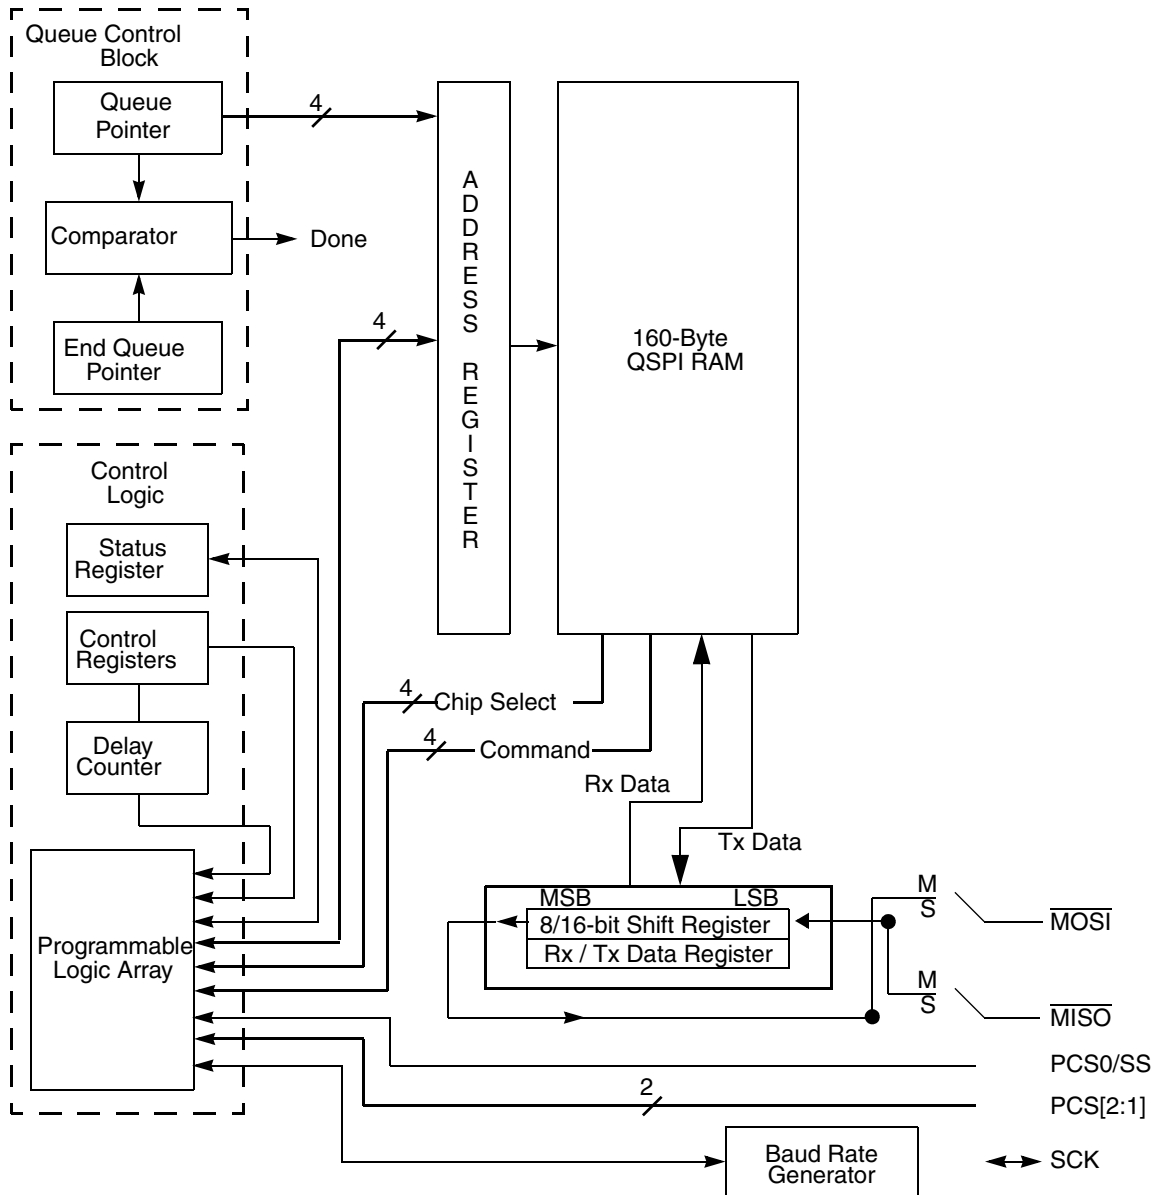 Queue Control
Block
Queue
Pointer
4
Comparator
Done
End Queue
Pointer
4
ADDRESS REGISTER
160-Byte
QSPI RAM
Control
Logic
Status
Register
Control
Registers
Delay
Counter
Programmable
Logic Array
4 Chip Select
4 Command
Rx Data
Tx Data
MSB LSB
8/16-bit Shift Register
Rx / Tx Data Register
M
S
MOSI
M
S
MISO
PCS0/SS
2
PCS[2:1]
Baud Rate
Generator
SCK